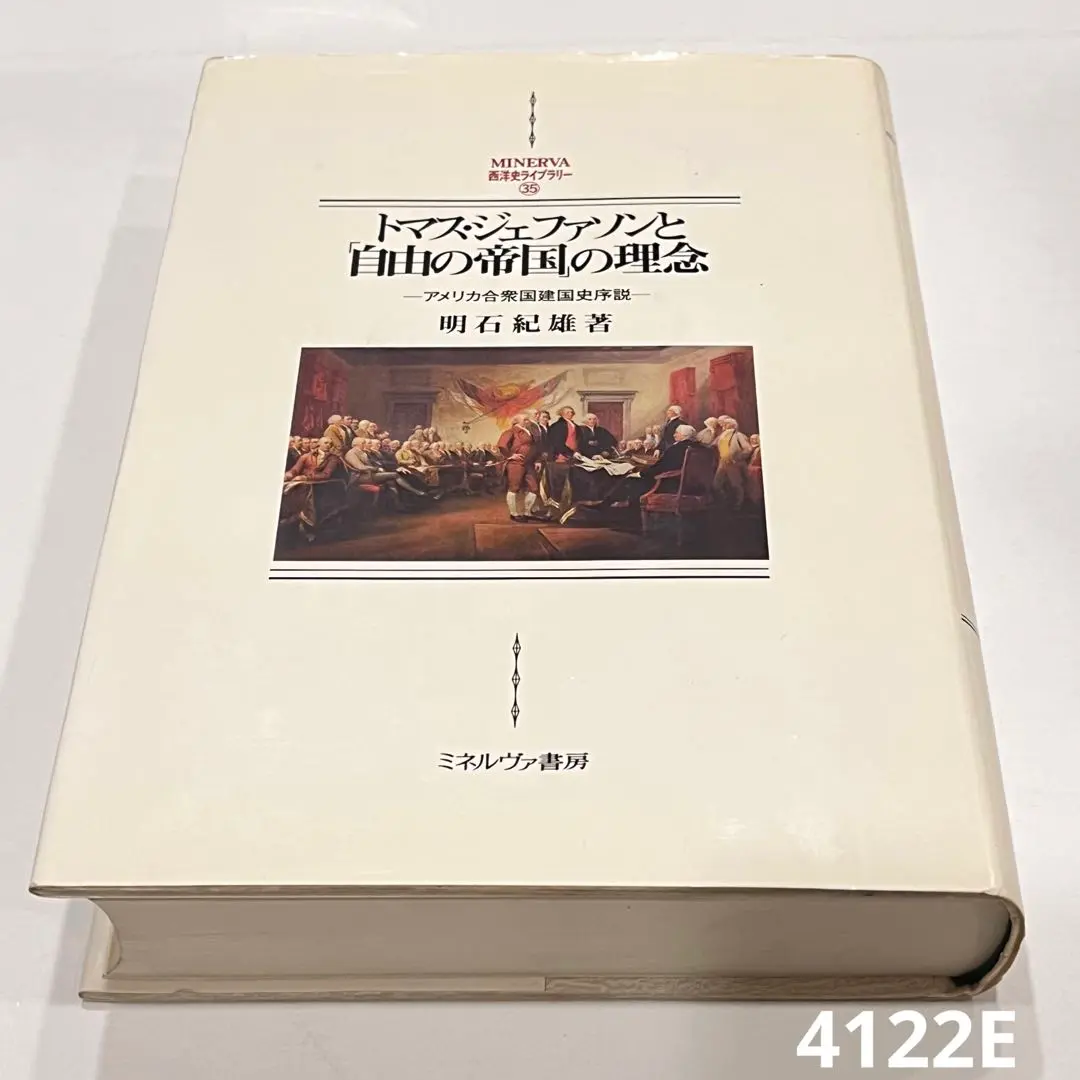 MINERVA
西洋史ライブラリー
㉟
トマス・ジェファソンと
「自由の帝国」の理念
—アメリカ合衆国建国史序説—
明石紀雄著
ミネルヴァ書房
4122E